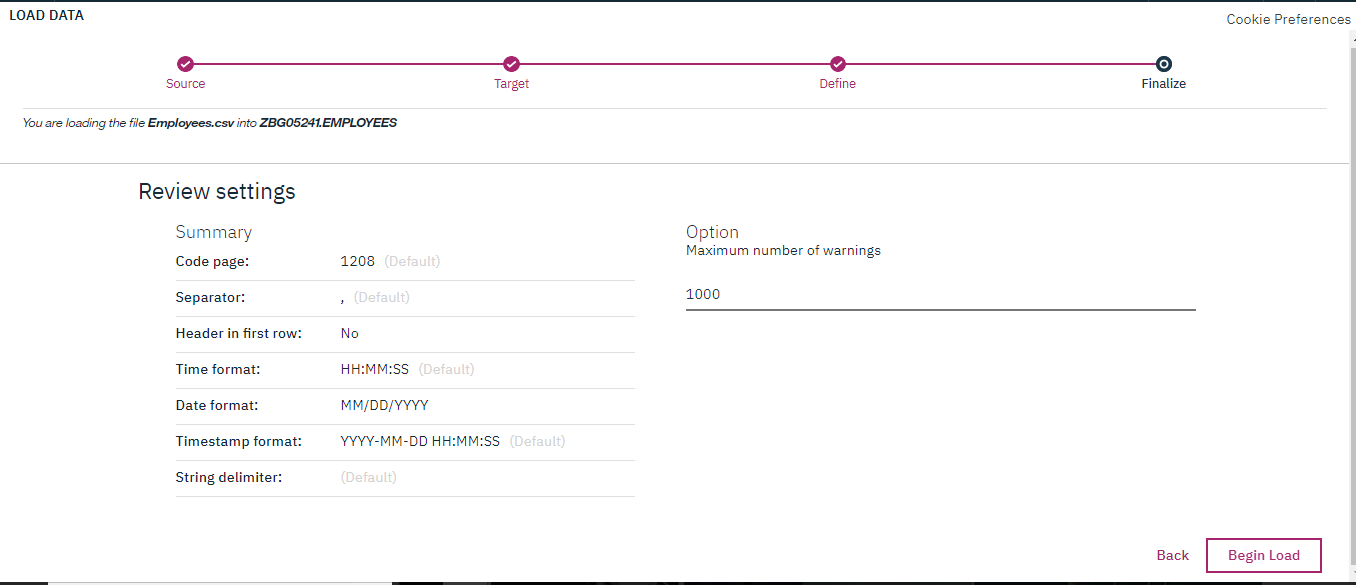 LOAD DATA
Cookie Preferences
Source
Target
Define
Finalize
You are loading the file Employees.csv into ZBG05241.EMPLOYEES
Review settings
Summary
Code page: 1208 (Default)
Separator: , (Default)
Header in first row: No
Time format: HH:MM:SS (Default)
Date format: MM/DD/YYYY
Timestamp format: YYYY-MM-DD HH:MM:SS (Default)
String delimiter: (Default)
Option
Maximum number of warnings
1000
Back
Begin Load